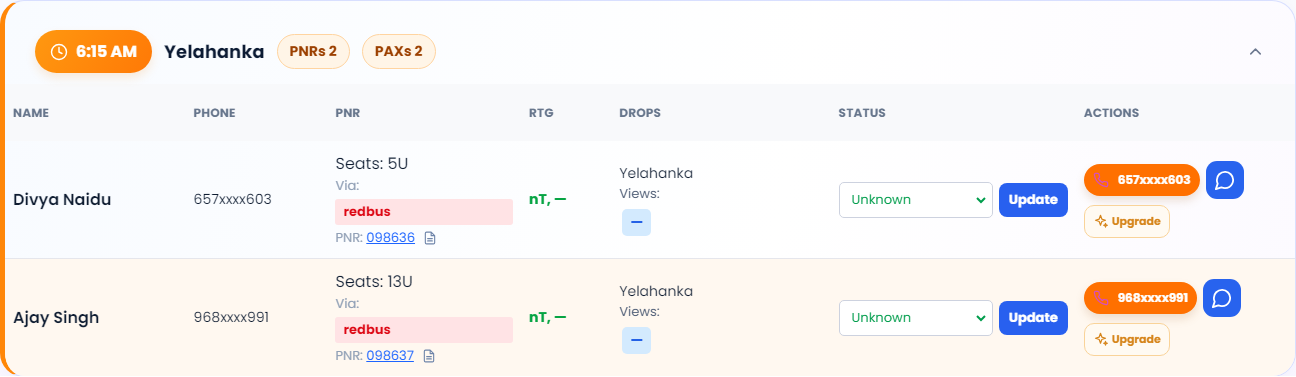 6:15 AM Yelahanka PNRs 2 PAXs 2
NAME PHONE PNR RTG DROPS STATUS ACTIONS
Divya Naidu
657xxxx603
Seats: 5U
Via:
redbus
PNR: 098636
nT, —
Yelahanka
Views:
—
Unknown
Update
657xxxx603
Upgrade
Ajay Singh
968xxxx991
Seats: 13U
Via:
redbus
PNR: 098637
nT, —
Yelahanka
Views:
—
Unknown
Update
968xxxx991
Upgrade